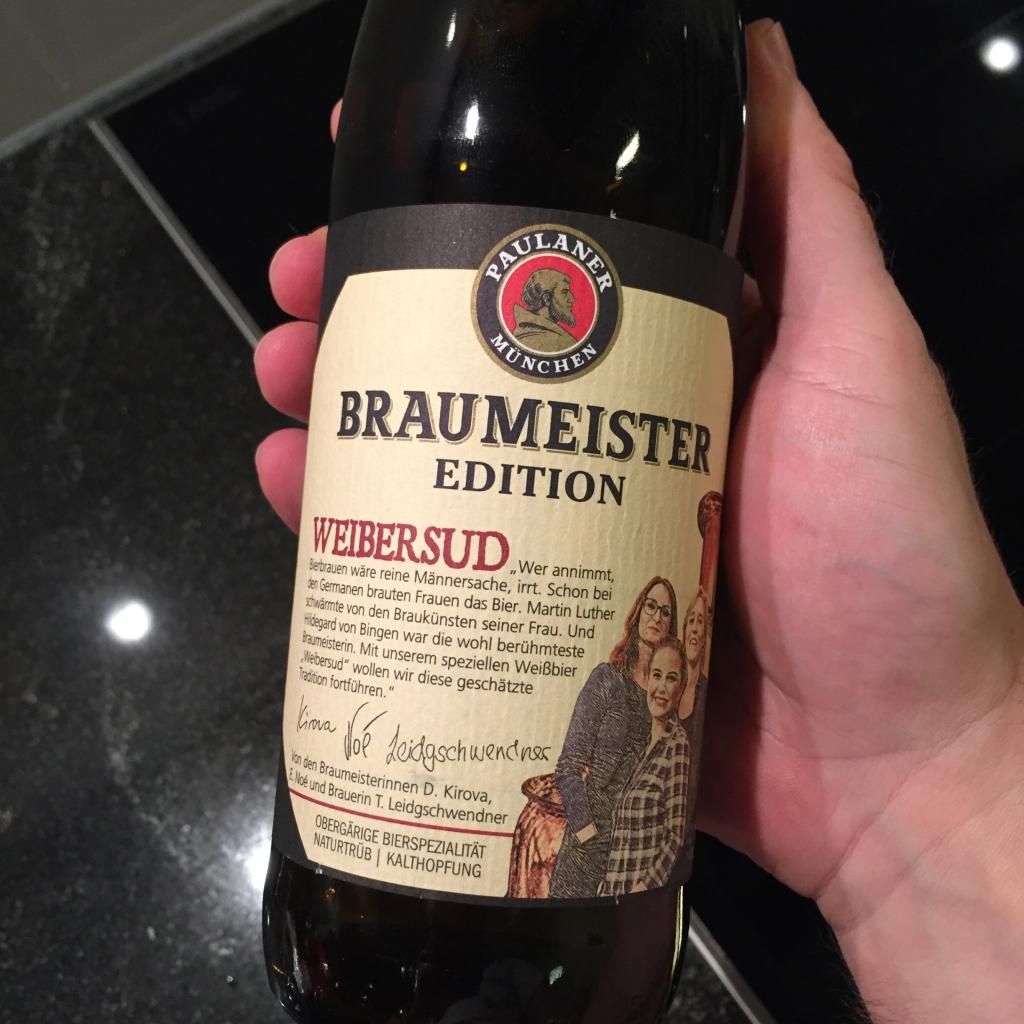 PAULANER
MÜNCHEN
BRAUMEISTER
EDITION
WEIBERSUD „Wer annimmt,
Bierbrauen wäre reine Männersache, irrt. Schon bei
den Germanen brauten Frauen das Bier. Martin Luther
schwärmte von den Braukünsten seiner Frau. Und
Hildegard von Bingen war die wohl berühmteste
Braumeisterin. Mit unserem speziellen Weißbier
„Weibersud“ wollen wir diese geschätzte
Tradition fortführen.“
Kirova Noé Leidgschwendner
Von den Braumeisterinnen D. Kirova,
E. Noé und Brauerin T. Leidgschwendner
OBERGÄRIGE BIERSPEZIALITÄT
NATURTRÜB | KALTHOPFUNG